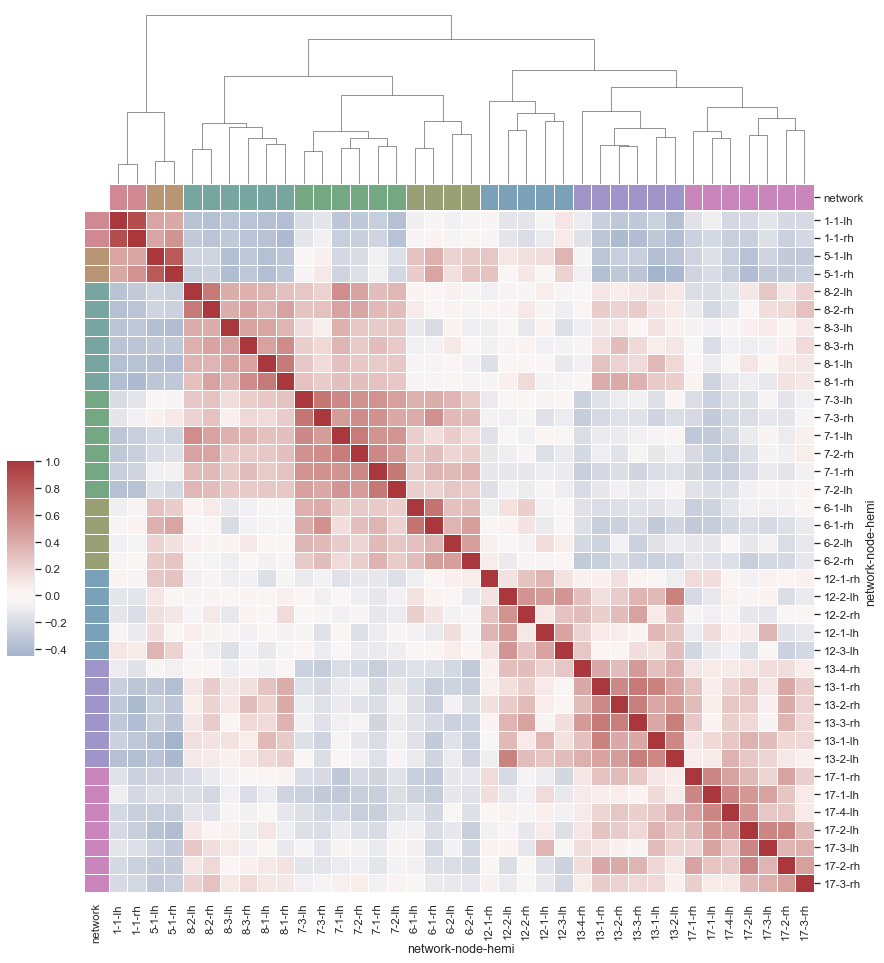 network
1-1-lh
1-1-rh
5-1-lh
5-1-rh
8-2-lh
8-2-rh
8-3-lh
8-3-rh
8-1-lh
8-1-rh
7-3-lh
7-3-rh
7-1-lh
7-2-rh
7-1-rh
7-2-lh
6-1-lh
6-1-rh
6-2-lh
6-2-rh
12-1-rh
12-2-lh
12-2-rh
12-1-lh
12-3-lh
13-4-rh
13-1-rh
13-2-rh
13-3-rh
13-1-lh
13-2-lh
17-1-rh
17-1-lh
17-4-lh
17-2-lh
17-3-lh
17-2-rh
17-3-rh
network-node-hemi
1.0
0.8
0.6
0.4
0.2
0.0
−0.2
−0.4
network
1-1-lh
1-1-rh
5-1-lh
5-1-rh
8-2-lh
8-2-rh
8-3-lh
8-3-rh
8-1-lh
8-1-rh
7-3-lh
7-3-rh
7-1-lh
7-2-rh
7-1-rh
7-2-lh
6-1-lh
6-1-rh
6-2-lh
6-2-rh
12-1-rh
12-2-lh
12-2-rh
12-1-lh
12-3-lh
13-4-rh
13-1-rh
13-2-rh
13-3-rh
13-1-lh
13-2-lh
17-1-rh
17-1-lh
17-4-lh
17-2-lh
17-3-lh
17-2-rh
17-3-rh
network-node-hemi